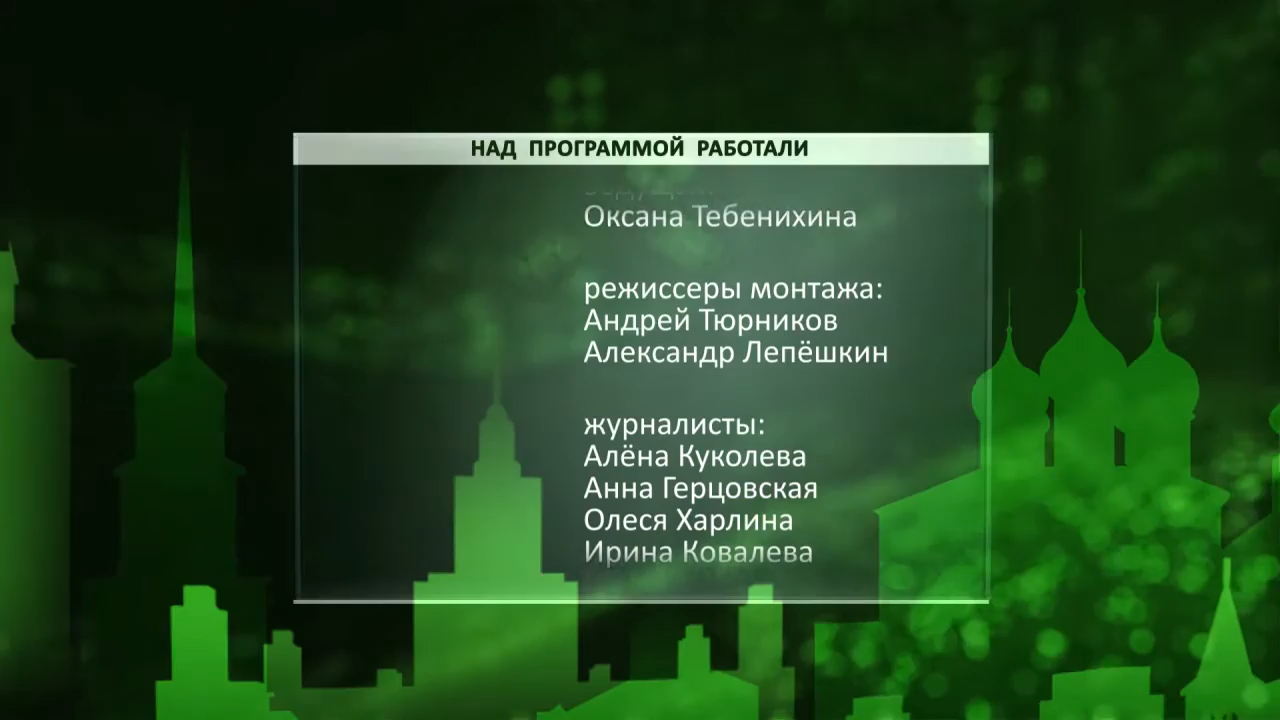 НАД ПРОГРАММОЙ РАБОТАЛИ
Оксана Тебенихина
режиссеры монтажа:
Андрей Тюрников
Александр Лепёшкин
журналисты:
Алёна Куколева
Анна Герцовская
Олеся Харлина
Ирина Ковалева